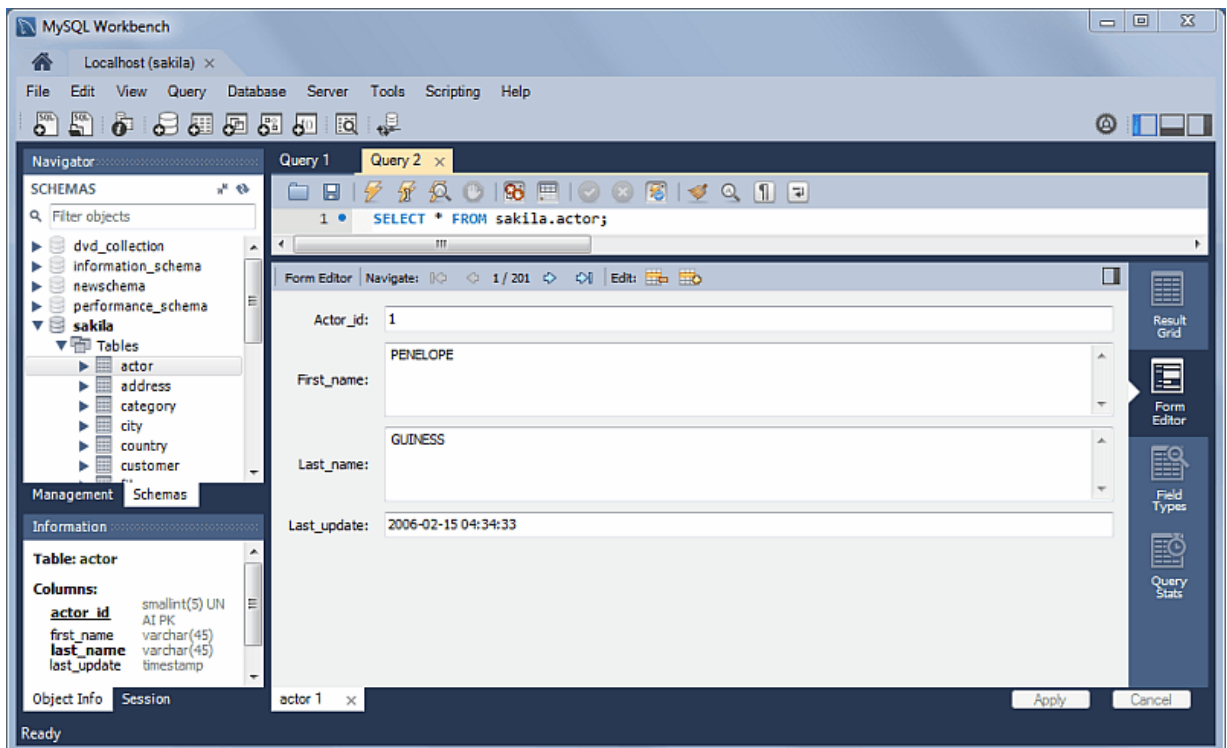 MySQL Workbench
Localhost (sakila) ×
File Edit View Query Database Server Tools Scripting Help
Navigator
SCHEMAS
Filter objects
dvd_collection
information_schema
newschema
performance_schema
sakila
Tables
actor
address
category
city
country
customer
Management Schemas
Information
Table: actor
Columns:
actor_id smallint(5) UN
AI PK
first_name varchar(45)
last_name varchar(45)
last_update timestamp
Object Info Session
Query 1 Query 2 ×
1 SELECT * FROM sakila.actor;
Form Editor Navigate: 1 / 201 Edit:
Actor_id: 1
First_name: PENELOPE
Last_name: GUINESS
Last_update: 2006-02-15 04:34:33
Result
Grid
Form
Editor
Field
Types
Query
Stats
actor 1 × Apply Cancel
Ready